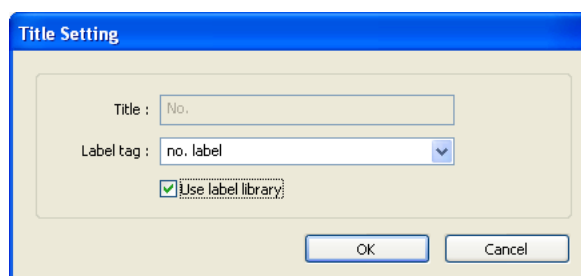 Title Setting
Title : No.
Label tag : no. label
Use label library
OK Cancel